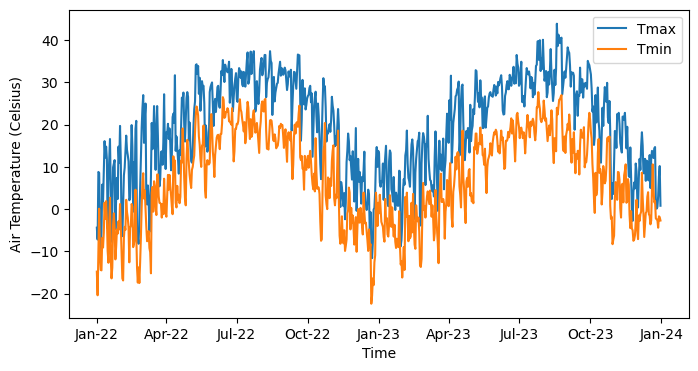 Tmax
Tmin
Air Temperature (Celsius)
40
30
20
10
0
−10
−20
Jan-22 Apr-22 Jul-22 Oct-22 Jan-23 Apr-23 Jul-23 Oct-23 Jan-24
Time